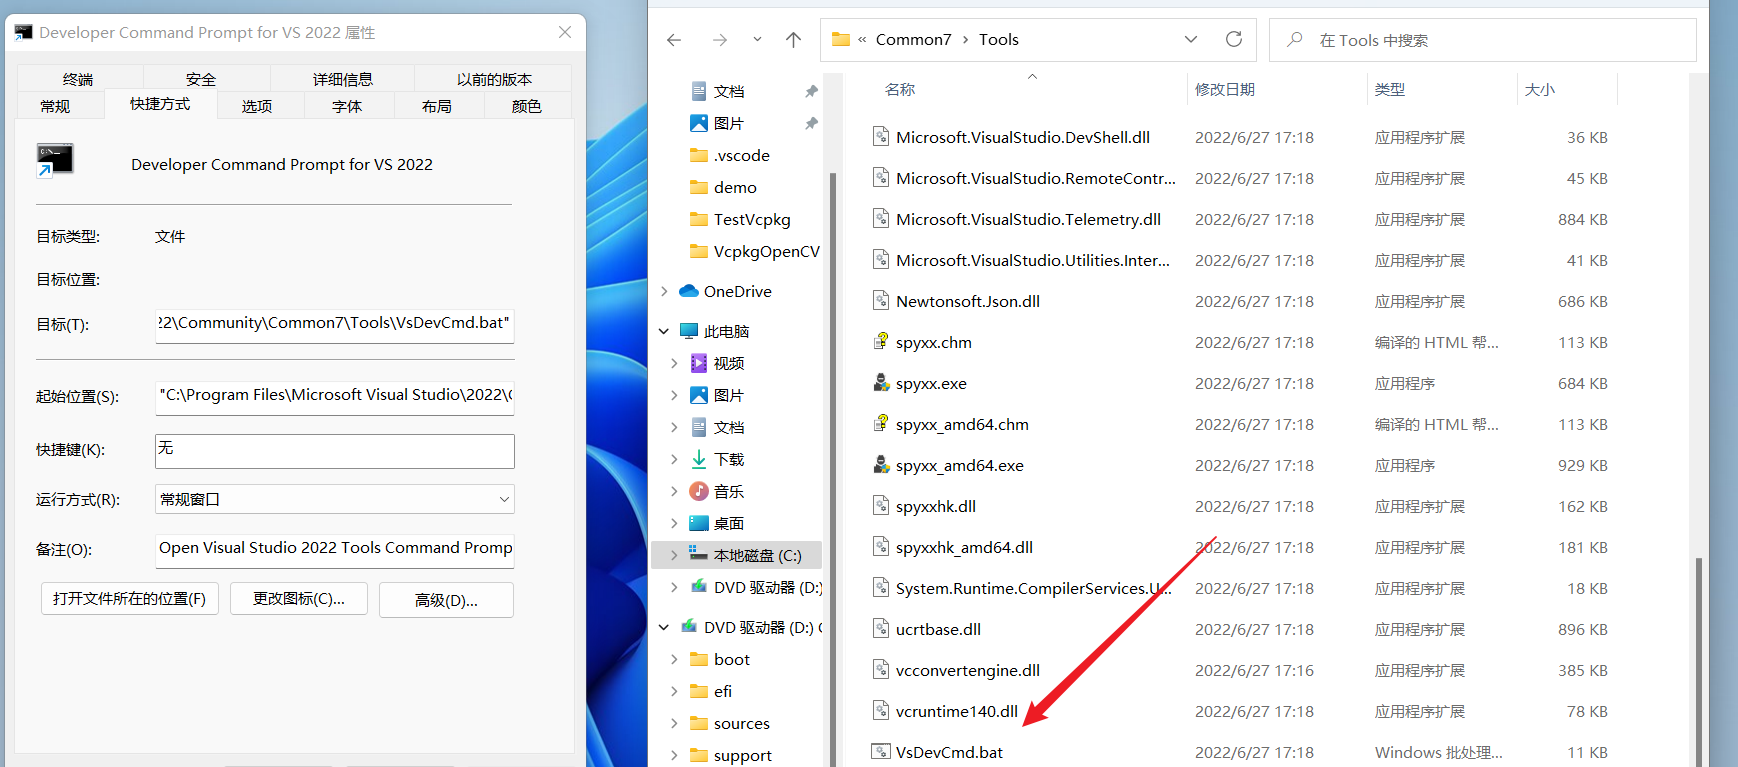 Developer Command Prompt for VS 2022 属性
终端 安全 详细信息 以前的版本
常规 快捷方式 选项 字体 布局 颜色
Developer Command Prompt for VS 2022
目标类型: 文件
目标位置:
目标(T): 22\Community\Common7\Tools\VsDevCmd.bat"
起始位置(S): "C:\Program Files\Microsoft Visual Studio\2022\C
快捷键(K): 无
运行方式(R): 常规窗口
备注(O): Open Visual Studio 2022 Tools Command Promp
打开文件所在的位置(F) 更改图标(C)... 高级(D)...
« Common7 › Tools
在 Tools 中搜索
文档
图片
.vscode
demo
TestVcpkg
VcpkgOpenCV
OneDrive
此电脑
视频
图片
文档
下载
音乐
桌面
本地磁盘 (C:)
DVD 驱动器 (D:)
DVD 驱动器 (D:) C
boot
efi
sources
support
名称 修改日期 类型 大小
Microsoft.VisualStudio.DevShell.dll 2022/6/27 17:18 应用程序扩展 36 KB
Microsoft.VisualStudio.RemoteContr... 2022/6/27 17:18 应用程序扩展 45 KB
Microsoft.VisualStudio.Telemetry.dll 2022/6/27 17:18 应用程序扩展 884 KB
Microsoft.VisualStudio.Utilities.Inter... 2022/6/27 17:18 应用程序扩展 41 KB
Newtonsoft.Json.dll 2022/6/27 17:18 应用程序扩展 686 KB
spyxx.chm 2022/6/27 17:18 编译的 HTML 帮... 113 KB
spyxx.exe 2022/6/27 17:18 应用程序 684 KB
spyxx_amd64.chm 2022/6/27 17:18 编译的 HTML 帮... 113 KB
spyxx_amd64.exe 2022/6/27 17:18 应用程序 929 KB
spyxxhk.dll 2022/6/27 17:18 应用程序扩展 162 KB
spyxxhk_amd64.dll 2022/6/27 17:18 应用程序扩展 181 KB
System.Runtime.CompilerServices.U... 2022/6/27 17:18 应用程序扩展 18 KB
ucrtbase.dll 2022/6/27 17:18 应用程序扩展 896 KB
vcconvertengine.dll 2022/6/27 17:16 应用程序扩展 385 KB
vcruntime140.dll 2022/6/27 17:18 应用程序扩展 78 KB
VsDevCmd.bat 2022/6/27 17:18 Windows 批处理... 11 KB